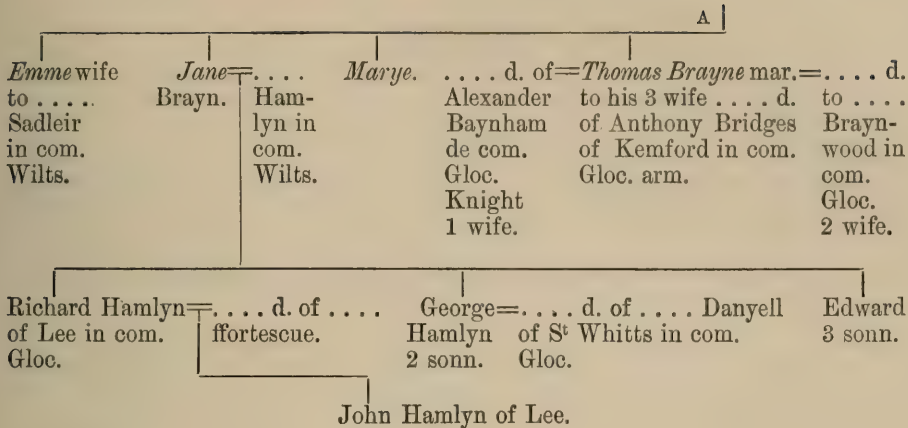 A
Emme wife
to . . . .
Sadleir
in com.
Wilts.
Jane=. . . .
Brayn.
Ham-
lyn in
com.
Wilts.
Marye.
. . . . d. of=Thomas Brayne mar.=. . . . d.
Alexander
Baynham
de com.
Gloc.
Knight
1 wife.
to his 3 wife . . . . d.
of Anthony Bridges
of Kemford in com.
Gloc. arm.
to . . . .
Brayn-
wood in
com.
Gloc.
2 wife.
Richard Hamlyn=. . . . d. of . . . .
of Lee in com.
Gloc.
ffortescue.
George=. . . . d. of . . . . Danyell
Hamlyn
2 sonn.
of St Whitts in com.
Gloc.
Edward
3 sonn.
John Hamlyn of Lee.